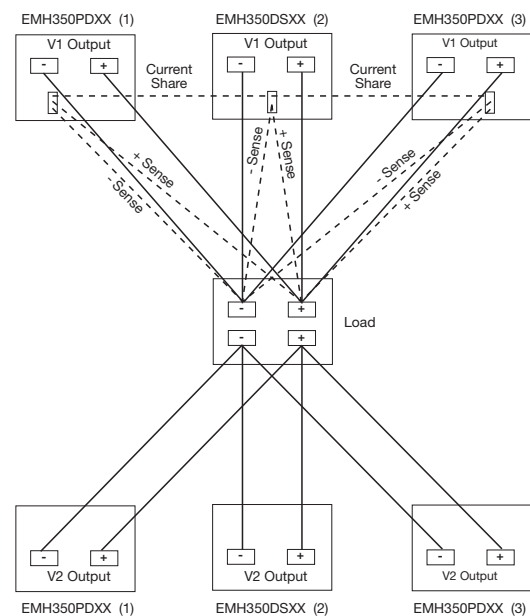 EMH350PDXX (1) EMH350DSXX (2) EMH350PDXX (3)
V1 Output V1 Output V1 Output
- + - + - +
Current Share Current Share
- Sense + Sense - Sense + Sense - Sense + Sense
- +
Load
- +
- + - + - +
V2 Output V2 Output V2 Output
EMH350PDXX (1) EMH350DSXX (2) EMH350PDXX (3)